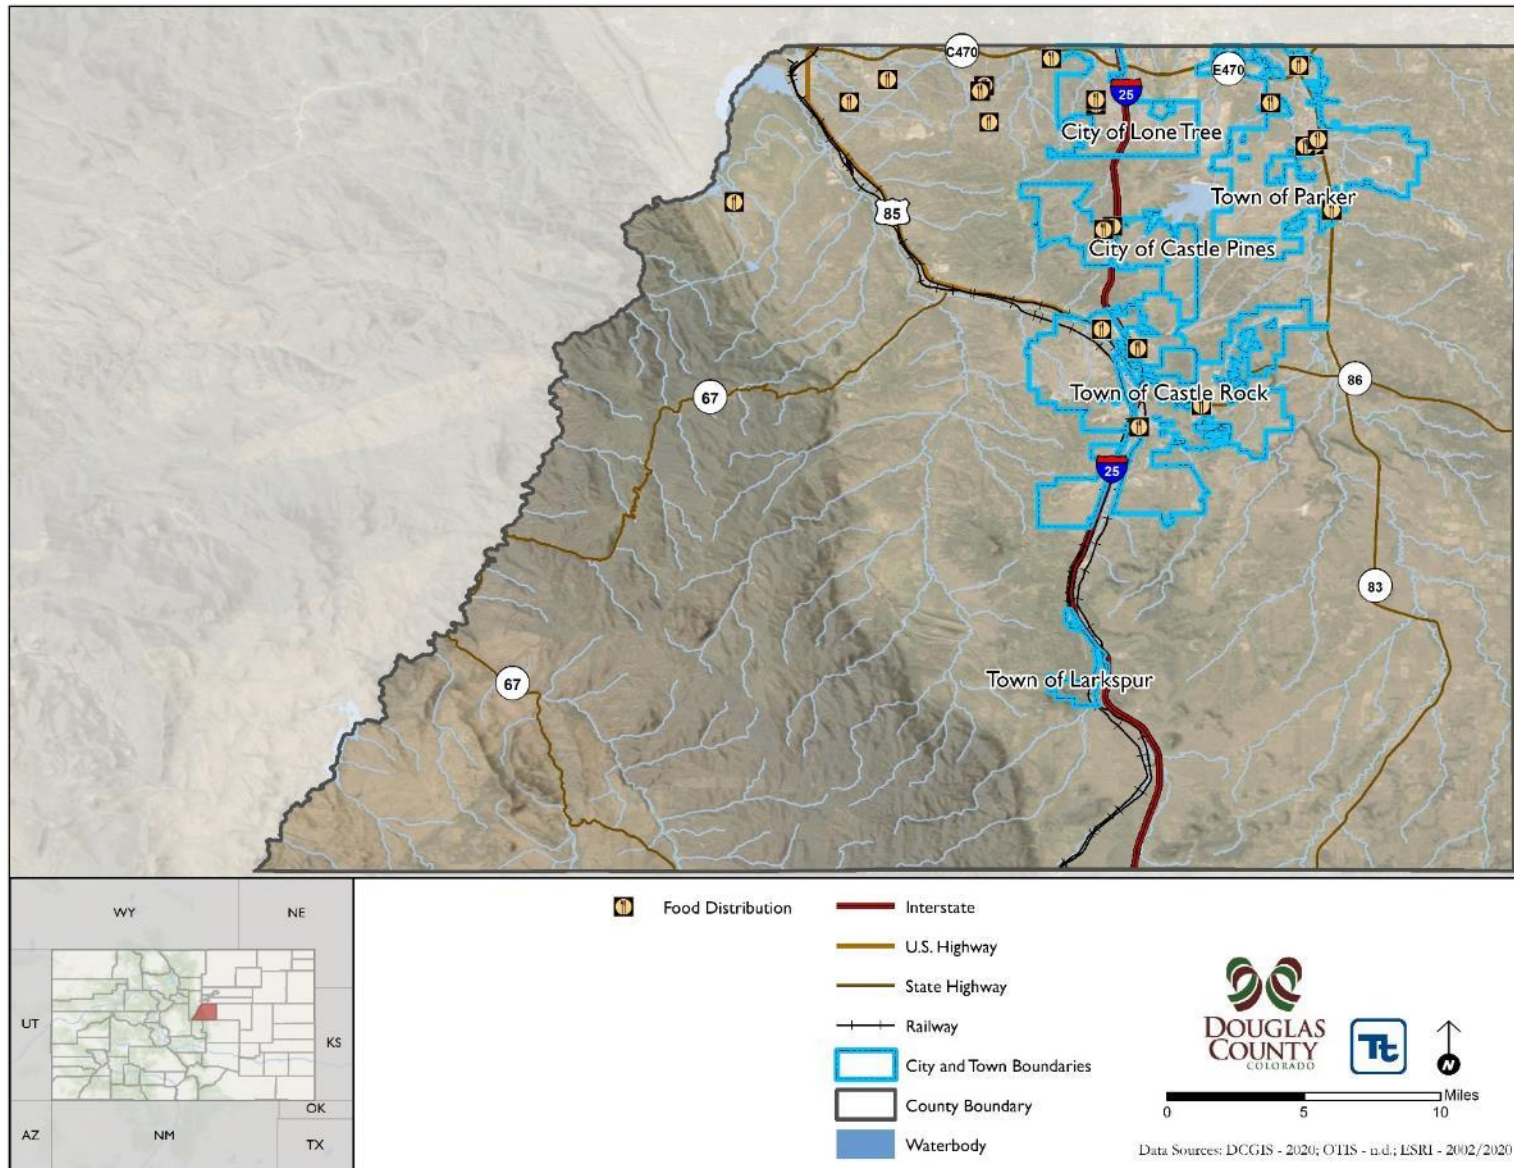 C470
E470
25
City of Lone Tree
Town of Parker
85
City of Castle Pines
86
67
Town of Castle Rock
25
83
Town of Larkspur
67
WY
NE
UT
KS
OK
AZ
NM
TX
Food Distribution
Interstate
U.S. Highway
State Highway
Railway
City and Town Boundaries
County Boundary
Waterbody
DOUGLAS
COUNTY
COLORADO
Tt
N
Miles
0 5 10
Data Sources: DCGIS - 2020; OTIS - n.d.; ESRI - 2002/2020